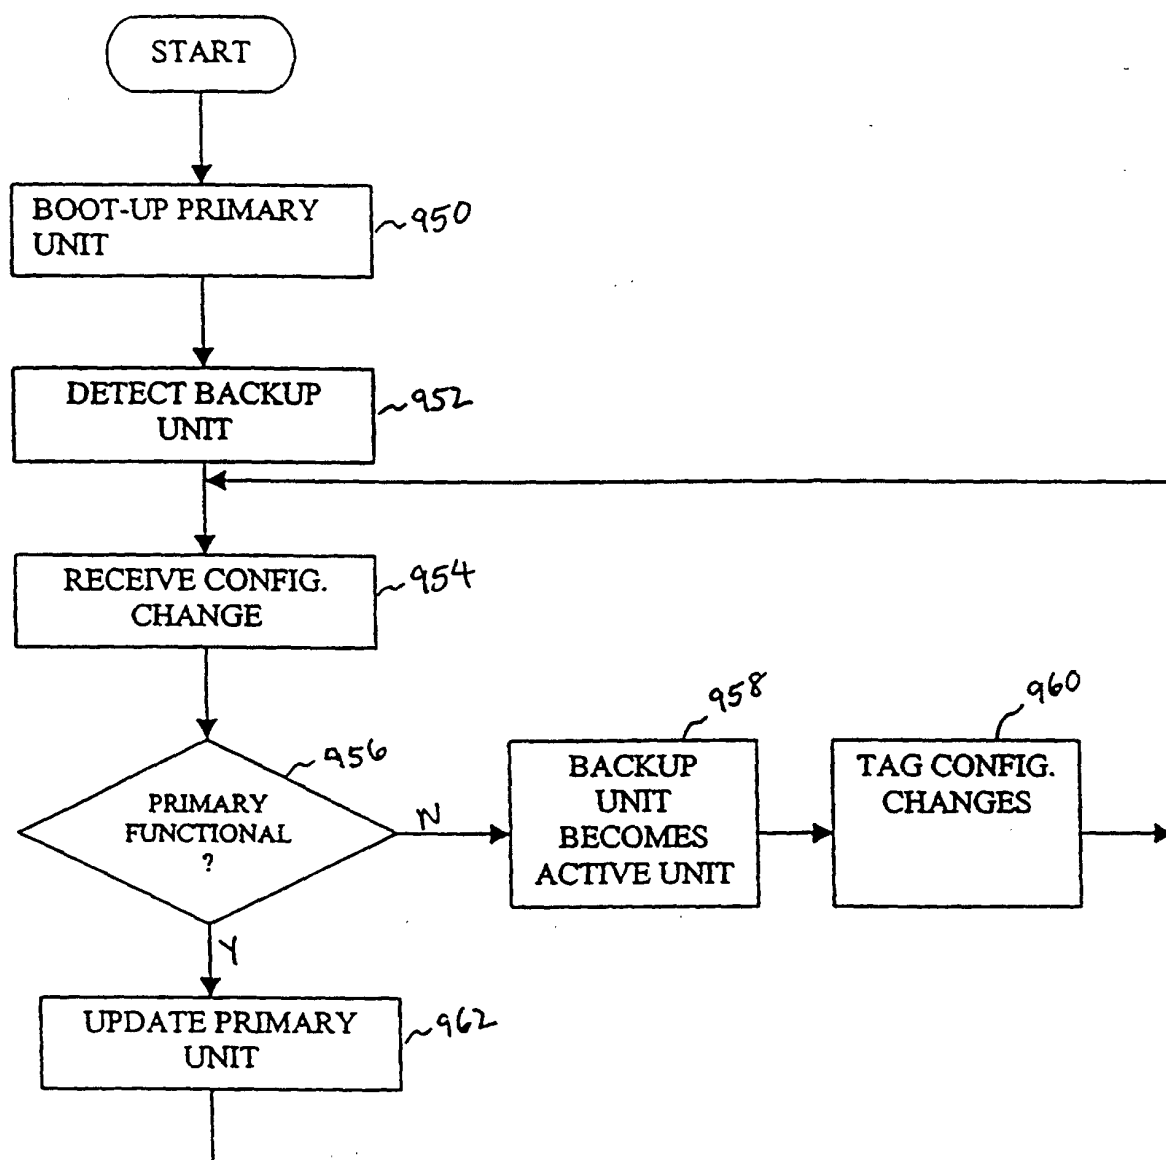 START
BOOT-UP PRIMARY
UNIT
950
DETECT BACKUP
UNIT
952
RECEIVE CONFIG.
CHANGE
954
PRIMARY
FUNCTIONAL
?
956
N
BACKUP
UNIT
BECOMES
ACTIVE UNIT
958
TAG CONFIG.
CHANGES
960
Y
UPDATE PRIMARY
UNIT
962